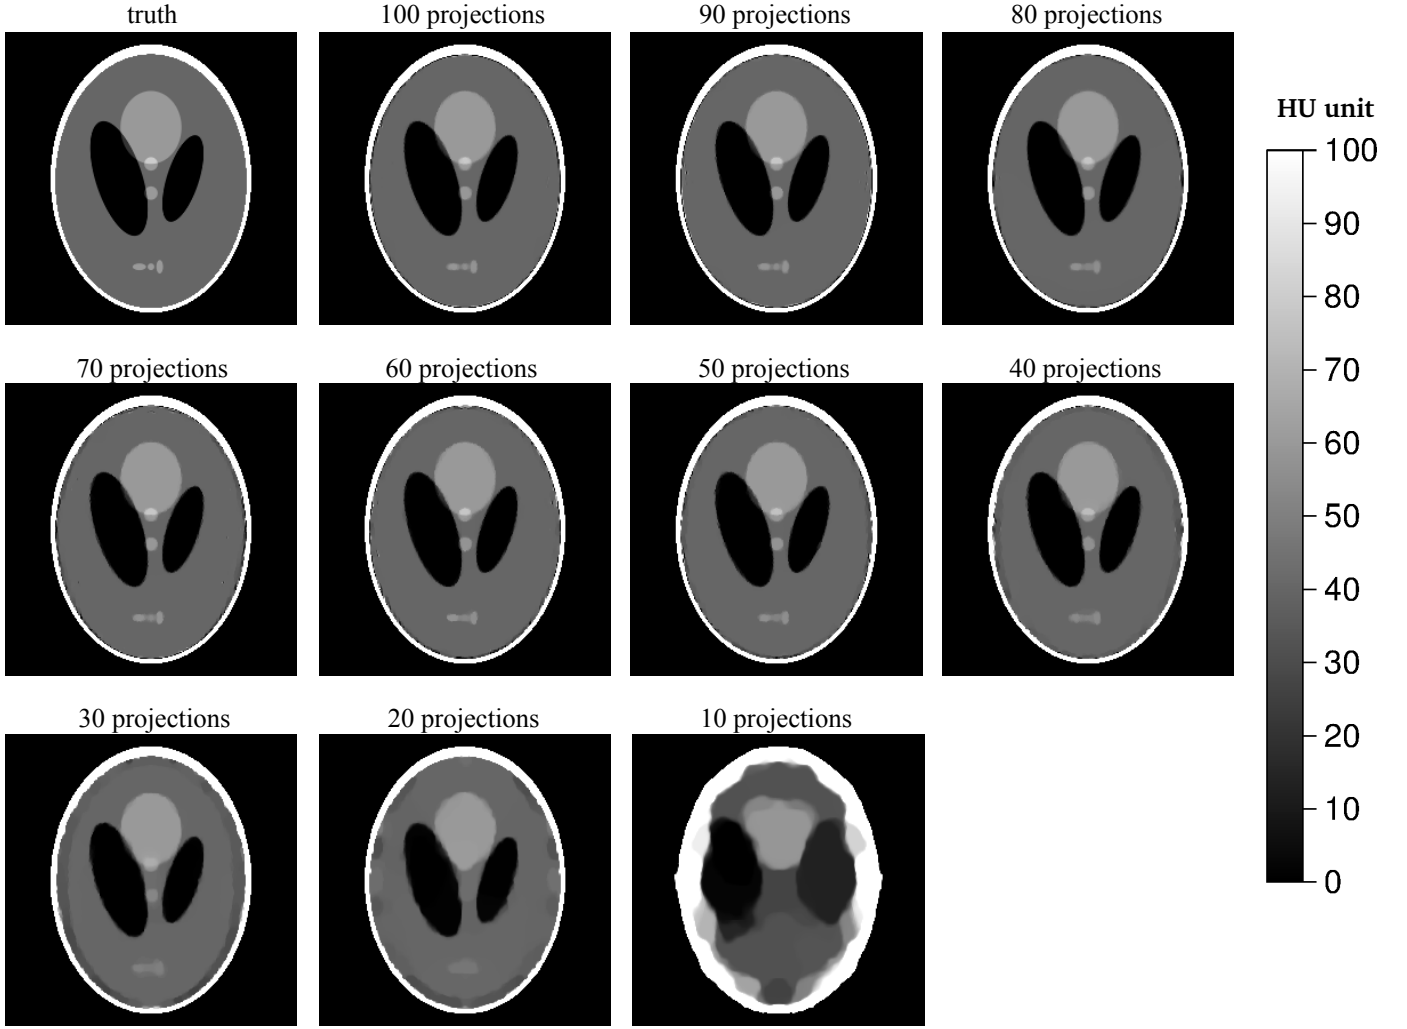 truth
100 projections
90 projections
80 projections
HU unit
100
90
80
70
60
50
40
30
20
10
0
70 projections
60 projections
50 projections
40 projections
30 projections
20 projections
10 projections